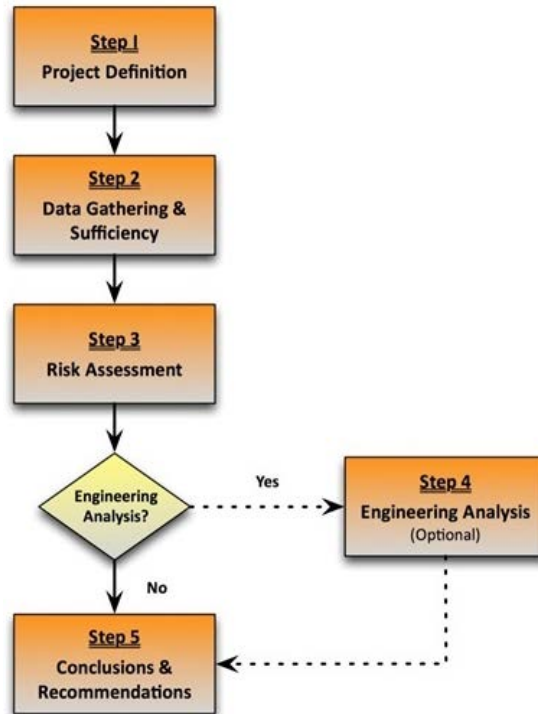 Step I
Project Definition
Step 2
Data Gathering &
Sufficiency
Step 3
Risk Assessment
Engineering
Analysis?
Yes
Step 4
Engineering Analysis
(Optional)
No
Step 5
Conclusions &
Recommendations